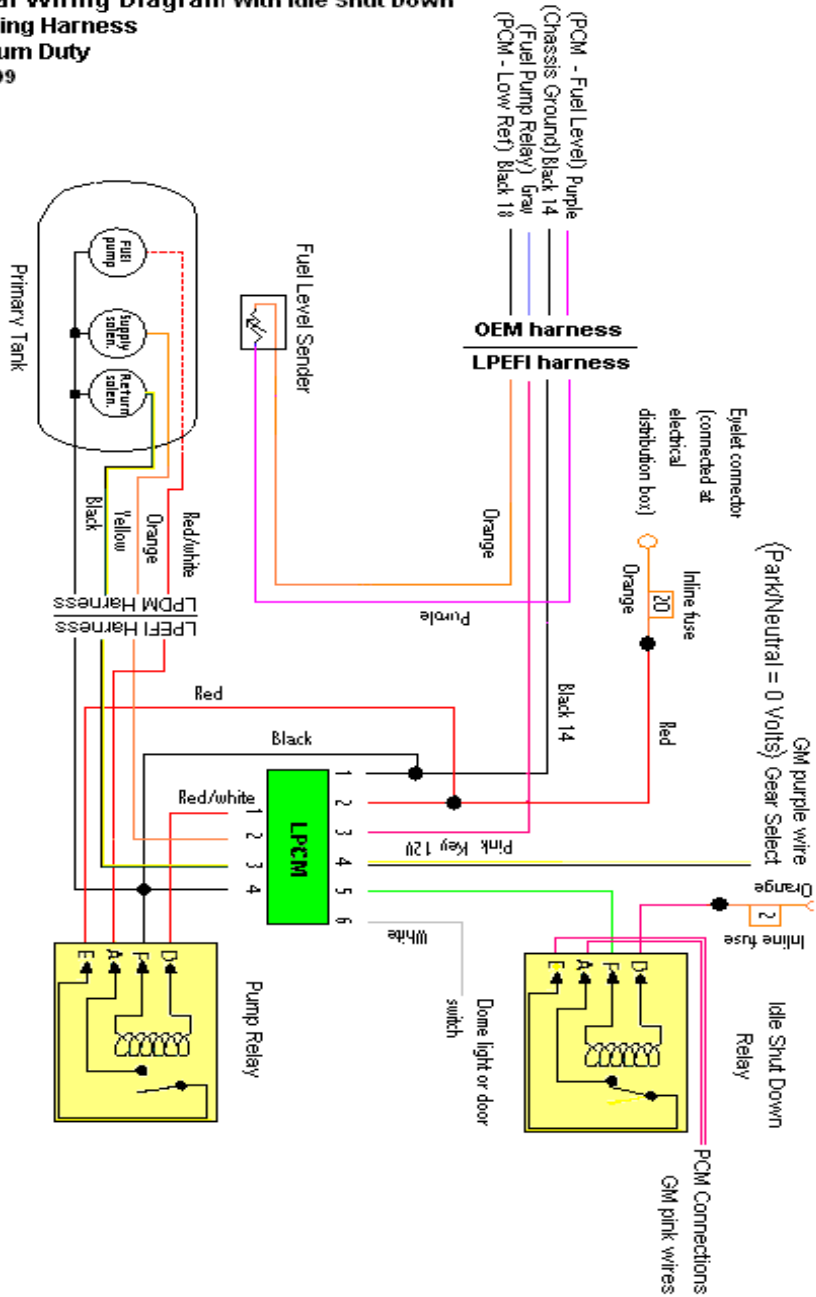 Wiring Diagram With Idle Shut Down
ing Harness
um Duty
99
(PCM - Fuel Level) Purple
(Chassis Ground) Black 14
(Fuel Pump Relay) Gray
(PCM - Low Ref) Black 18
OEM harness
LPEFI harness
Fuel Level Sender
Primary Tank
Fuel pump
Supply solen.
Return solen.
Red/white
Orange
Yellow
Black
LPDM Harness
LPEFI Harness
Orange
Purple
Black 14
Eyelet connector
(connected at
electrical
distribution box)
Inline fuse
20
Orange
Red
GM purple wire
(Park/Neutral = 0 Volts) Gear Select
Red
Black
Red/white
LPCM
1
2
3
4
1
2
3
4
5
6
Pink Key 12V
White
Dome light or door
switch
Orange
2
Inline fuse
E
A
F
D
Pump Relay
E
A
F
D
Idle Shut Down
Relay
PCM Connections
GM pink wires